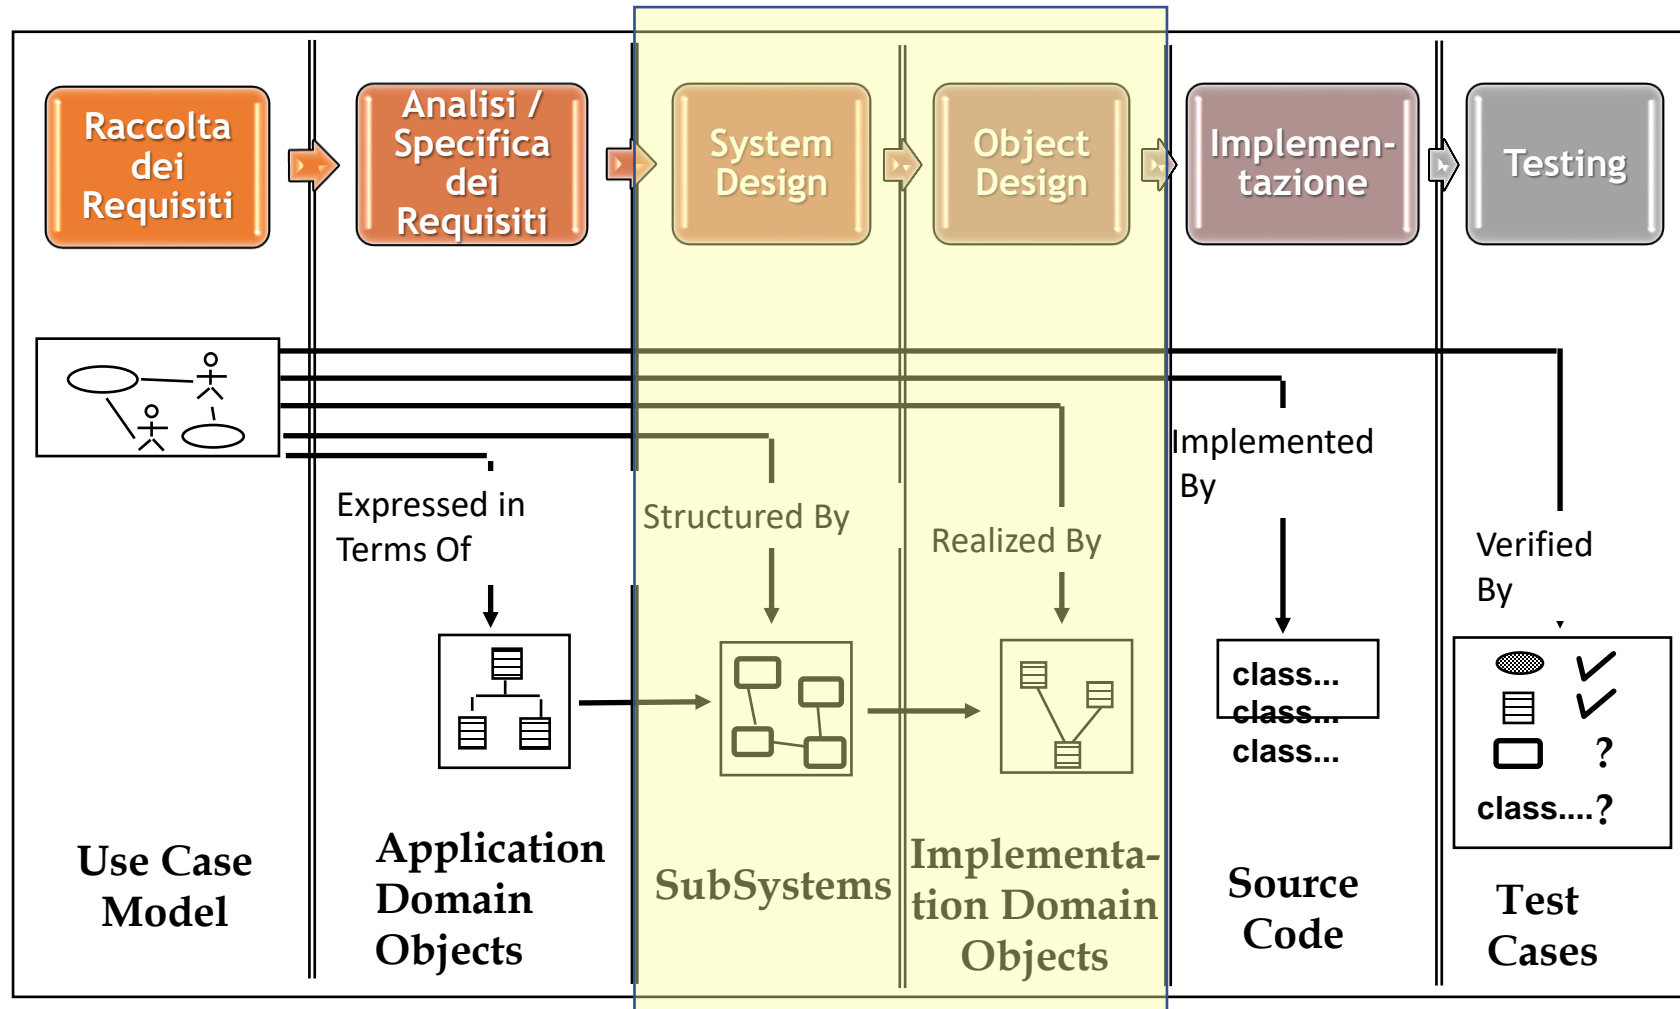 Raccolta
dei
Requisiti
Analisi /
Specifica
dei
Requisiti
System
Design
Object
Design
Implemen-
tazione
Testing
Expressed in
Terms Of
Structured By
Realized By
Implemented
By
Verified
By
class...
class...
class...
?
class....?
Use Case
Model
Application
Domain
Objects
SubSystems
Implementa-
tion Domain
Objects
Source
Code
Test
Cases